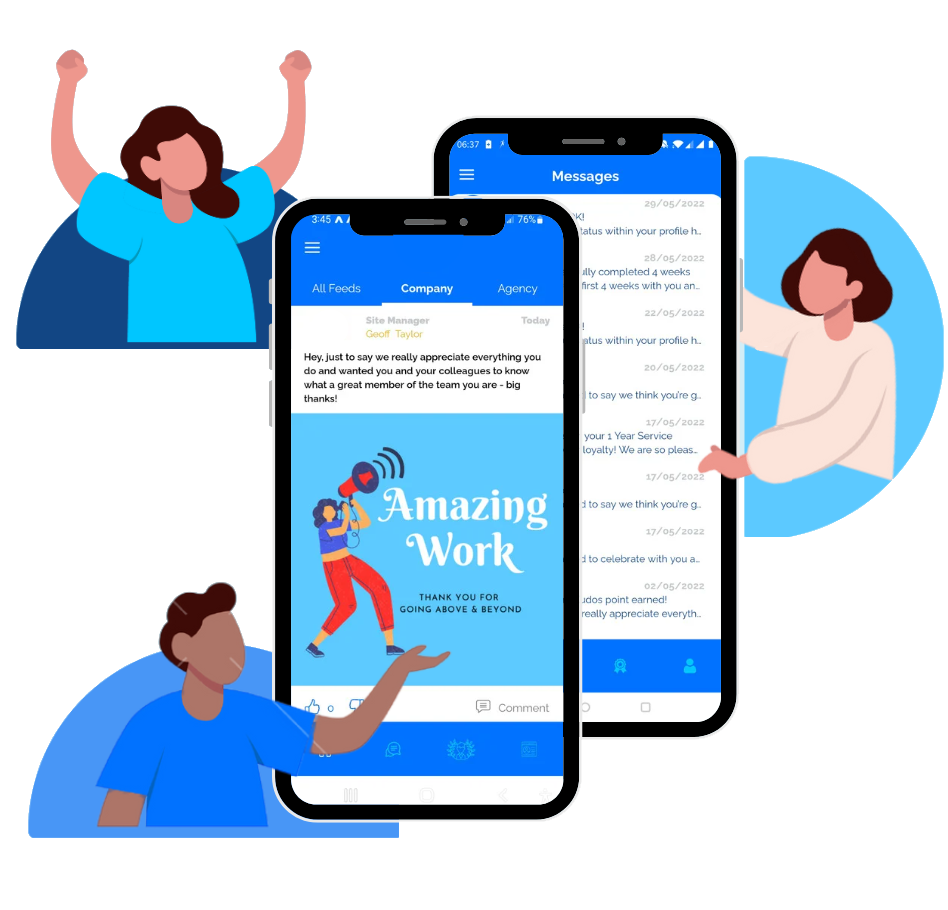 3:45
76%
All Feeds
Company
Agency
Site Manager
Today
Geoff Taylor
Hey, just to say we really appreciate everything you
do and wanted you and your colleagues to know
what a great member of the team you are - big
thanks!
Amazing
Work
THANK YOU FOR
GOING ABOVE & BEYOND
0
Comment
06:37
Messages
29/05/2022
within your profile h..
28/05/2022
completed 4 weeks
first 4 weeks with you an..
22/05/2022
within your profile h..
20/05/2022
to say we think you're g..
17/05/2022
your 1 Year Service
loyalty! We are so pleas..
17/05/2022
to say we think you're g..
17/05/2022
to celebrate with you a..
02/05/2022
point earned!
really appreciate everyth..